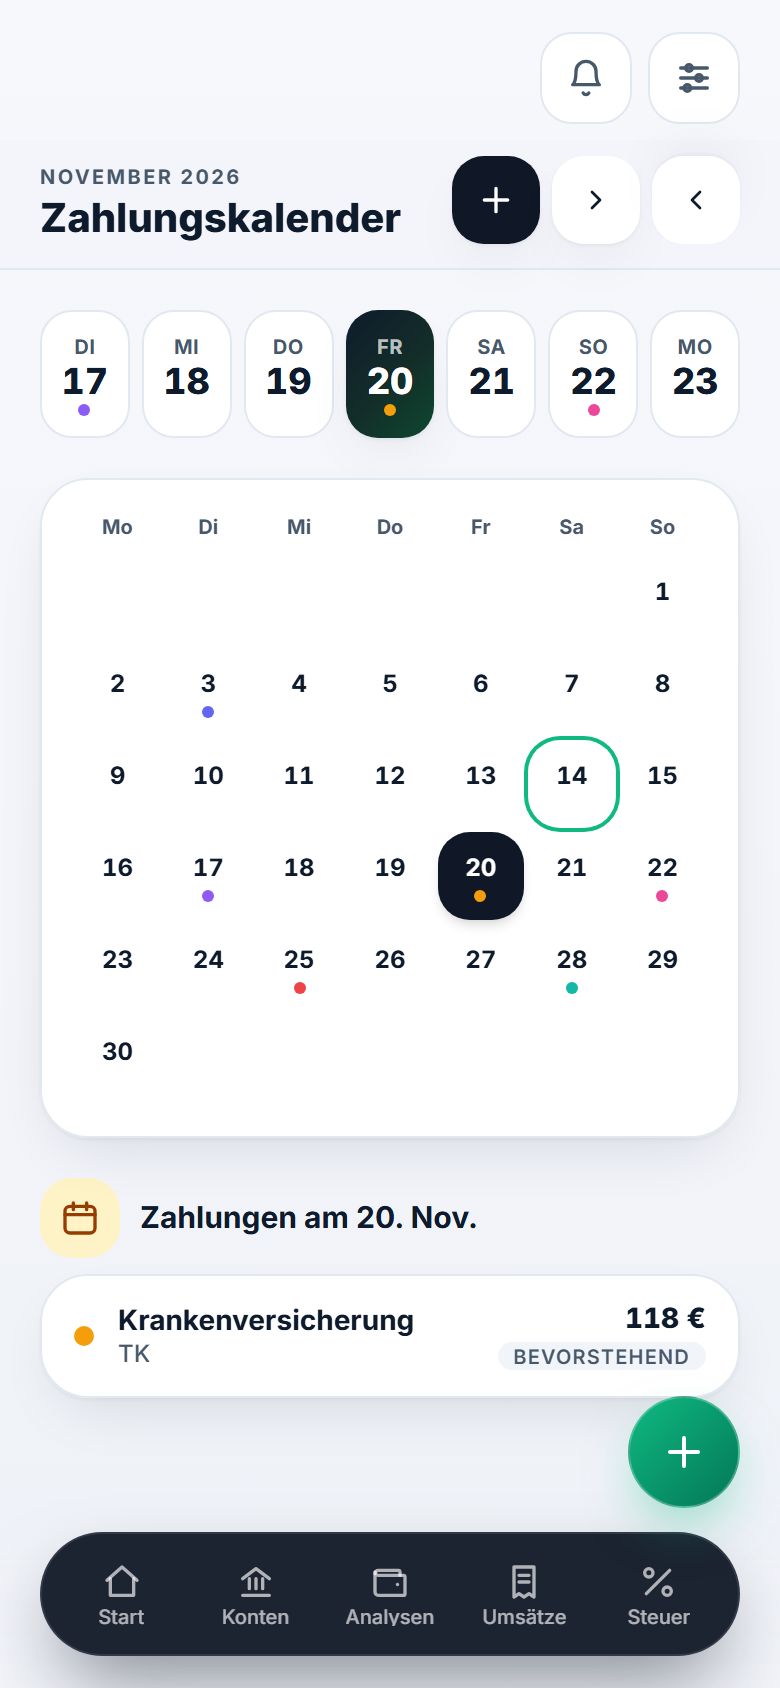 NOVEMBER 2026
Zahlungskalender
DI MI DO FR SA SO MO
17 18 19 20 21 22 23
Mo Di Mi Do Fr Sa So
1
2 3 4 5 6 7 8
9 10 11 12 13 14 15
16 17 18 19 20 21 22
23 24 25 26 27 28 29
30
Zahlungen am 20. Nov.
Krankenversicherung 118 €
TK BEVORSTEHEND
Start Konten Analysen Umsätze Steuer